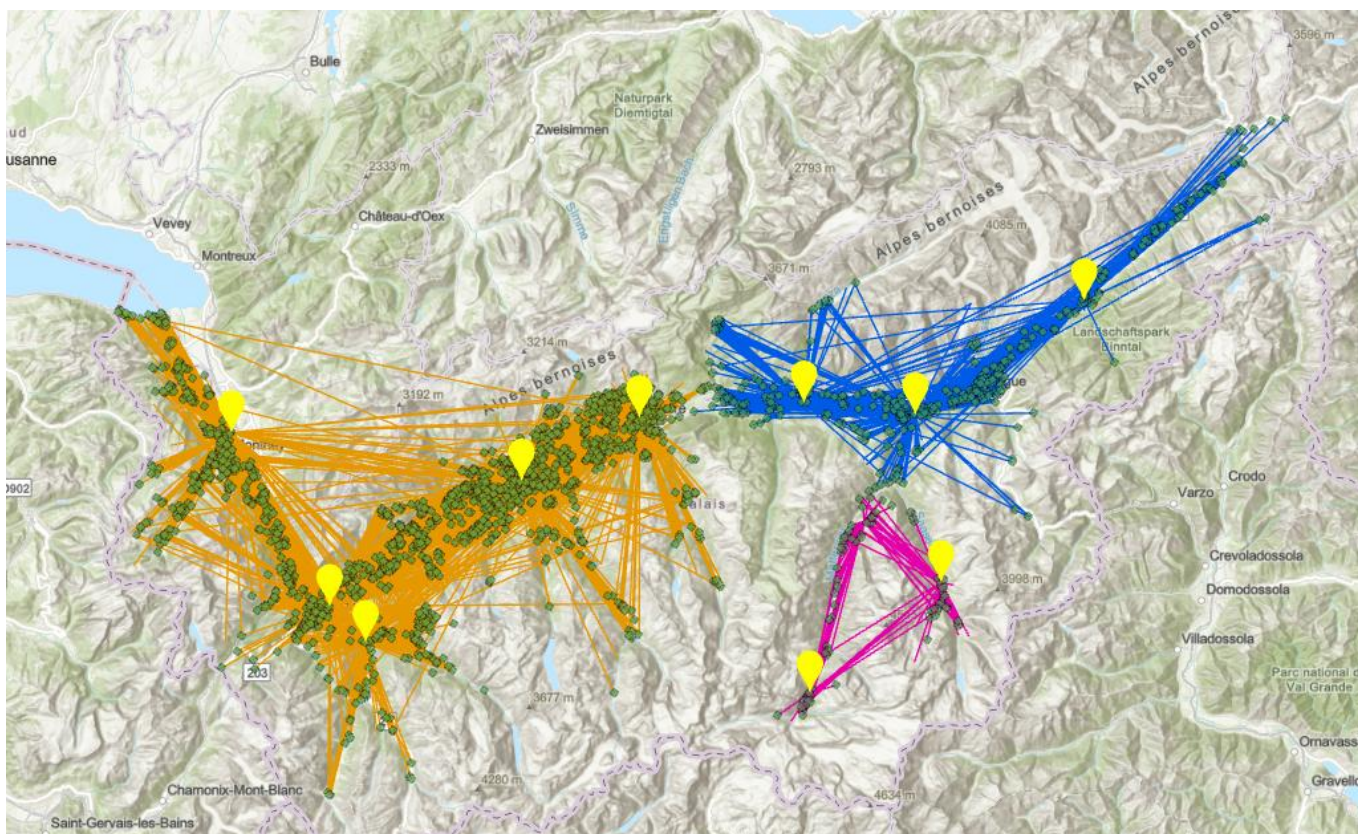 Bulle
3596 m
Alpes bernoises
Naturpark
Diemtigtal
Zweisimmen
usanne
2333 m
2793 m
Engstligen
Simme
Vevey
Château-d'Oex
Alpes bernoises
4085 m
Montreux
3671 m
Landschaftspark
Binntal
3214 m
Alpes bernoises
3192 m
Crodo
Varzo
Crevoladossola
3998 m
Domodossola
Villadossola
203
Parc national d
Val Grande
3677 m
Ornavass
4280 m
Chamonix-Mont-Blanc
4634 m
Gravello
Saint-Gervais-les-Bains